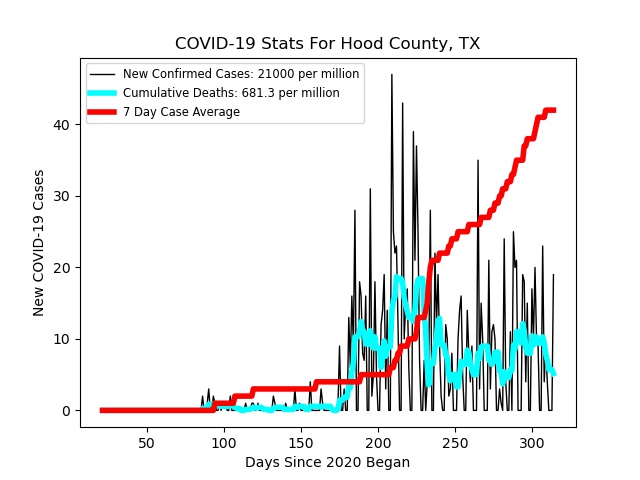 COVID-19 Stats For Hood County, TX
New Confirmed Cases: 21000 per million
Cumulative Deaths: 681.3 per million
7 Day Case Average
New COVID-19 Cases
40
30
20
10
0
50 100 150 200 250 300
Days Since 2020 Began